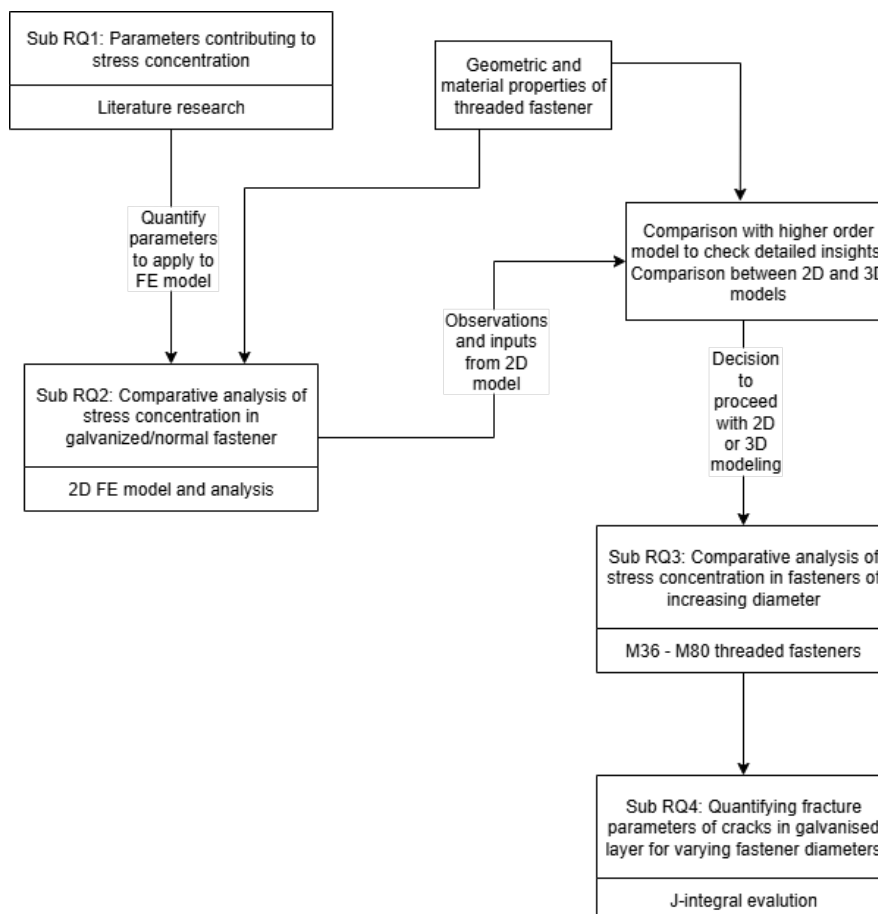 Sub RQ1: Parameters contributing to
stress concentration
Literature research
Geometric and
material properties of
threaded fastener
Quantify
parameters
to apply to
FE model
Comparison with higher order
model to check detailed insights
Comparison between 2D and 3D
models
Observations
and inputs
from 2D
model
Sub RQ2: Comparative analysis of
stress concentration in
galvanized/normal fastener
2D FE model and analysis
Decision
to
proceed
with 2D
or 3D
modeling
Sub RQ3: Comparative analysis of
stress concentration in fasteners of
increasing diameter
M36 - M80 threaded fasteners
Sub RQ4: Quantifying fracture
parameters of cracks in galvanised
layer for varying fastener diameters
J-integral evalution